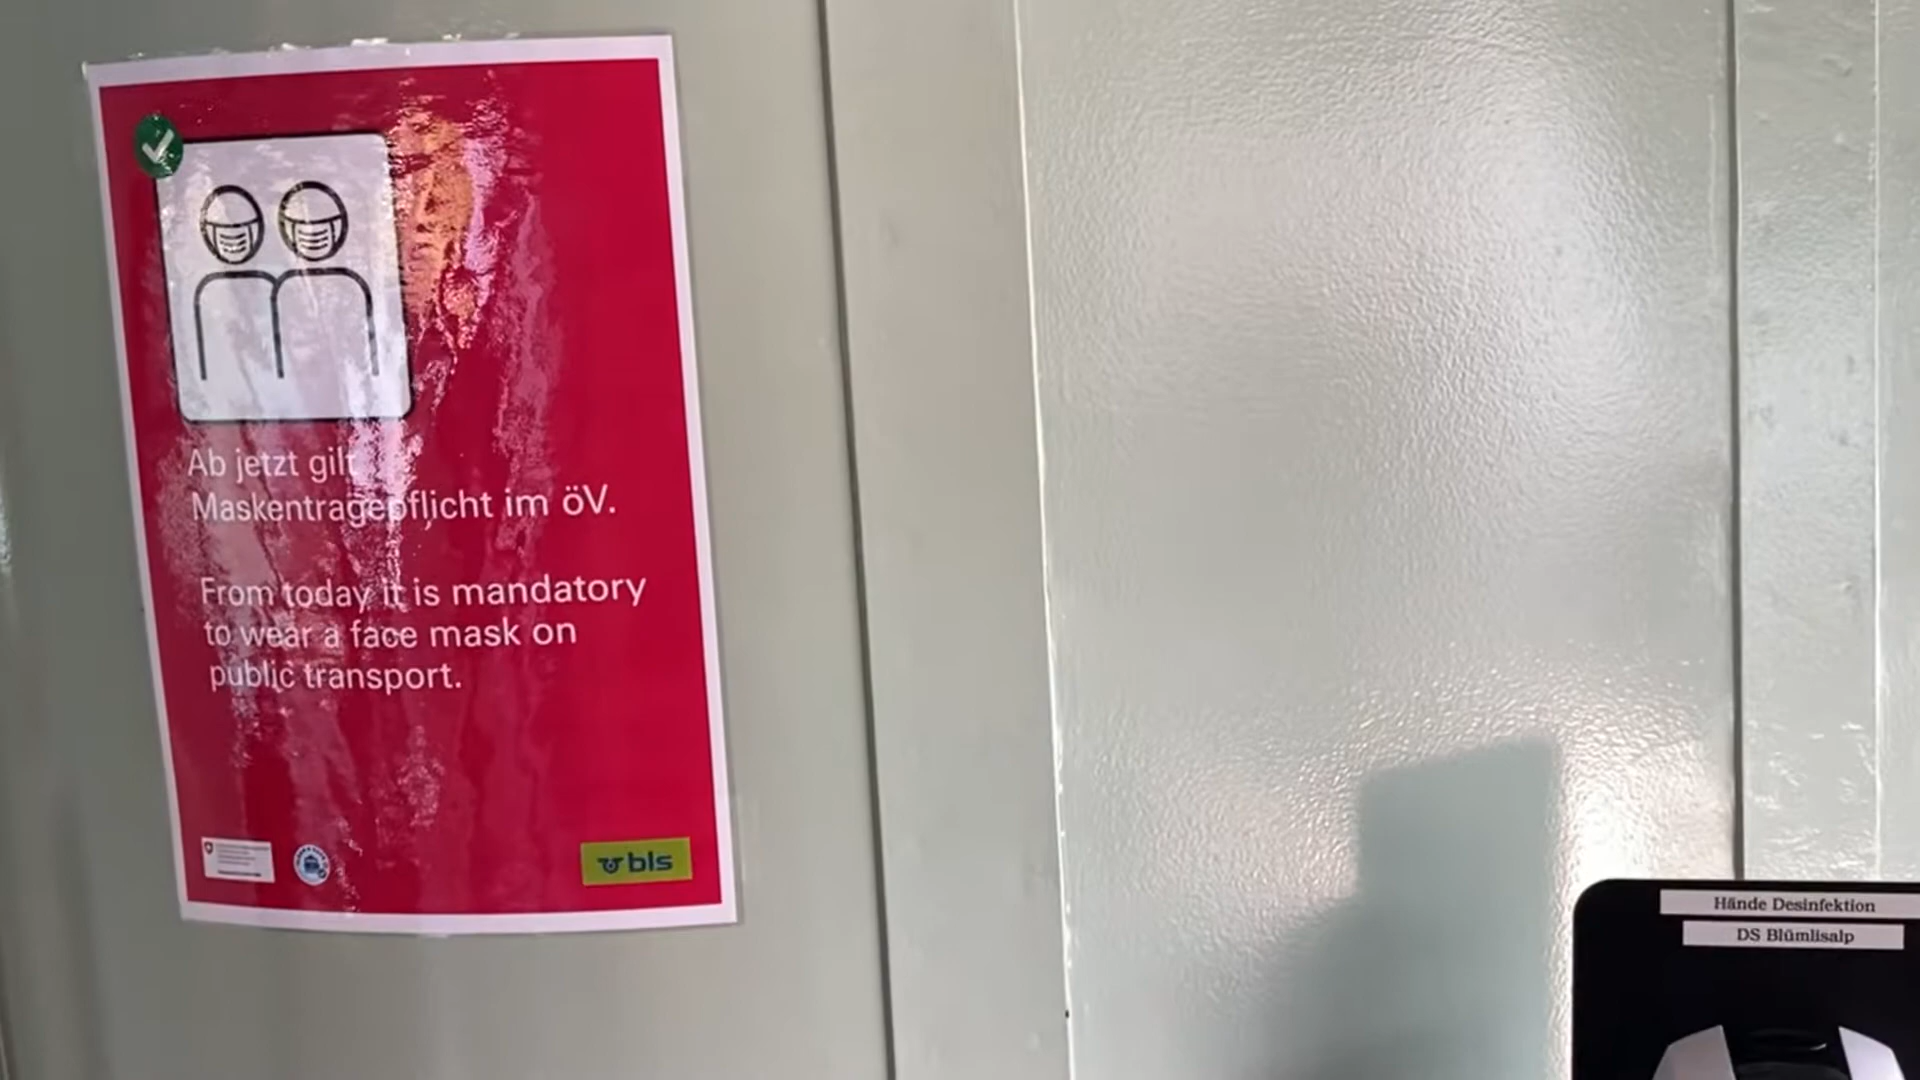 Ab jetzt gilt
Maskentragepflicht im öV.
From today it is mandatory
to wear a face mask on
public transport.
bls
Hände Desinfektion
DS Blümlisalp